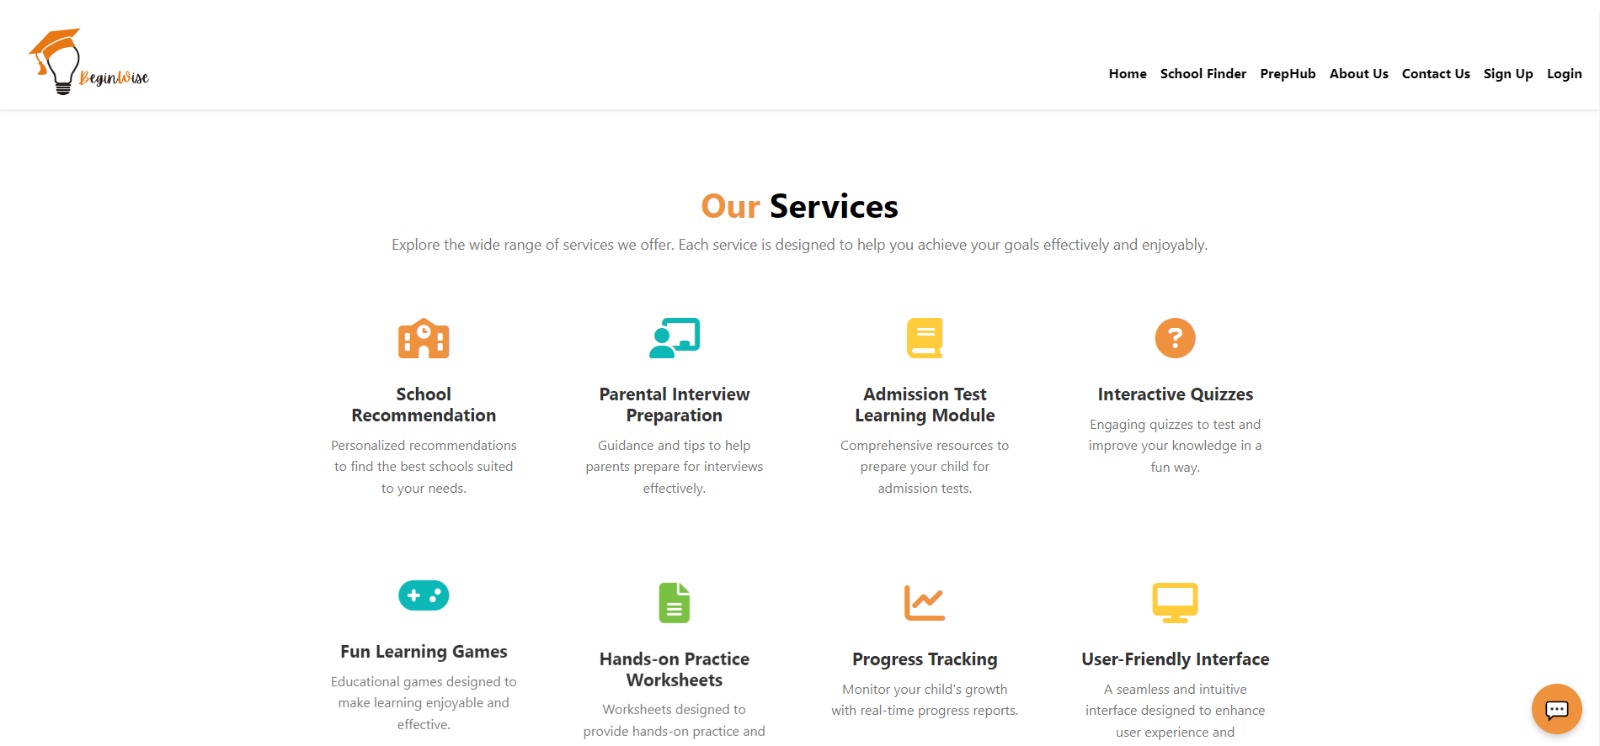 BeginWise
Home School Finder PrepHub About Us Contact Us Sign Up Login
Our Services
Explore the wide range of services we offer. Each service is designed to help you achieve your goals effectively and enjoyably.
School
Recommendation
Personalized recommendations
to find the best schools suited
to your needs.
Parental Interview
Preparation
Guidance and tips to help
parents prepare for interviews
effectively.
Admission Test
Learning Module
Comprehensive resources to
prepare your child for
admission tests.
Interactive Quizzes
Engaging quizzes to test and
improve your knowledge in a
fun way.
Fun Learning Games
Educational games designed to
make learning enjoyable and
effective.
Hands-on Practice
Worksheets
Worksheets designed to
provide hands-on practice and
Progress Tracking
Monitor your child's growth
with real-time progress reports.
User-Friendly Interface
A seamless and intuitive
interface designed to enhance
user experience and